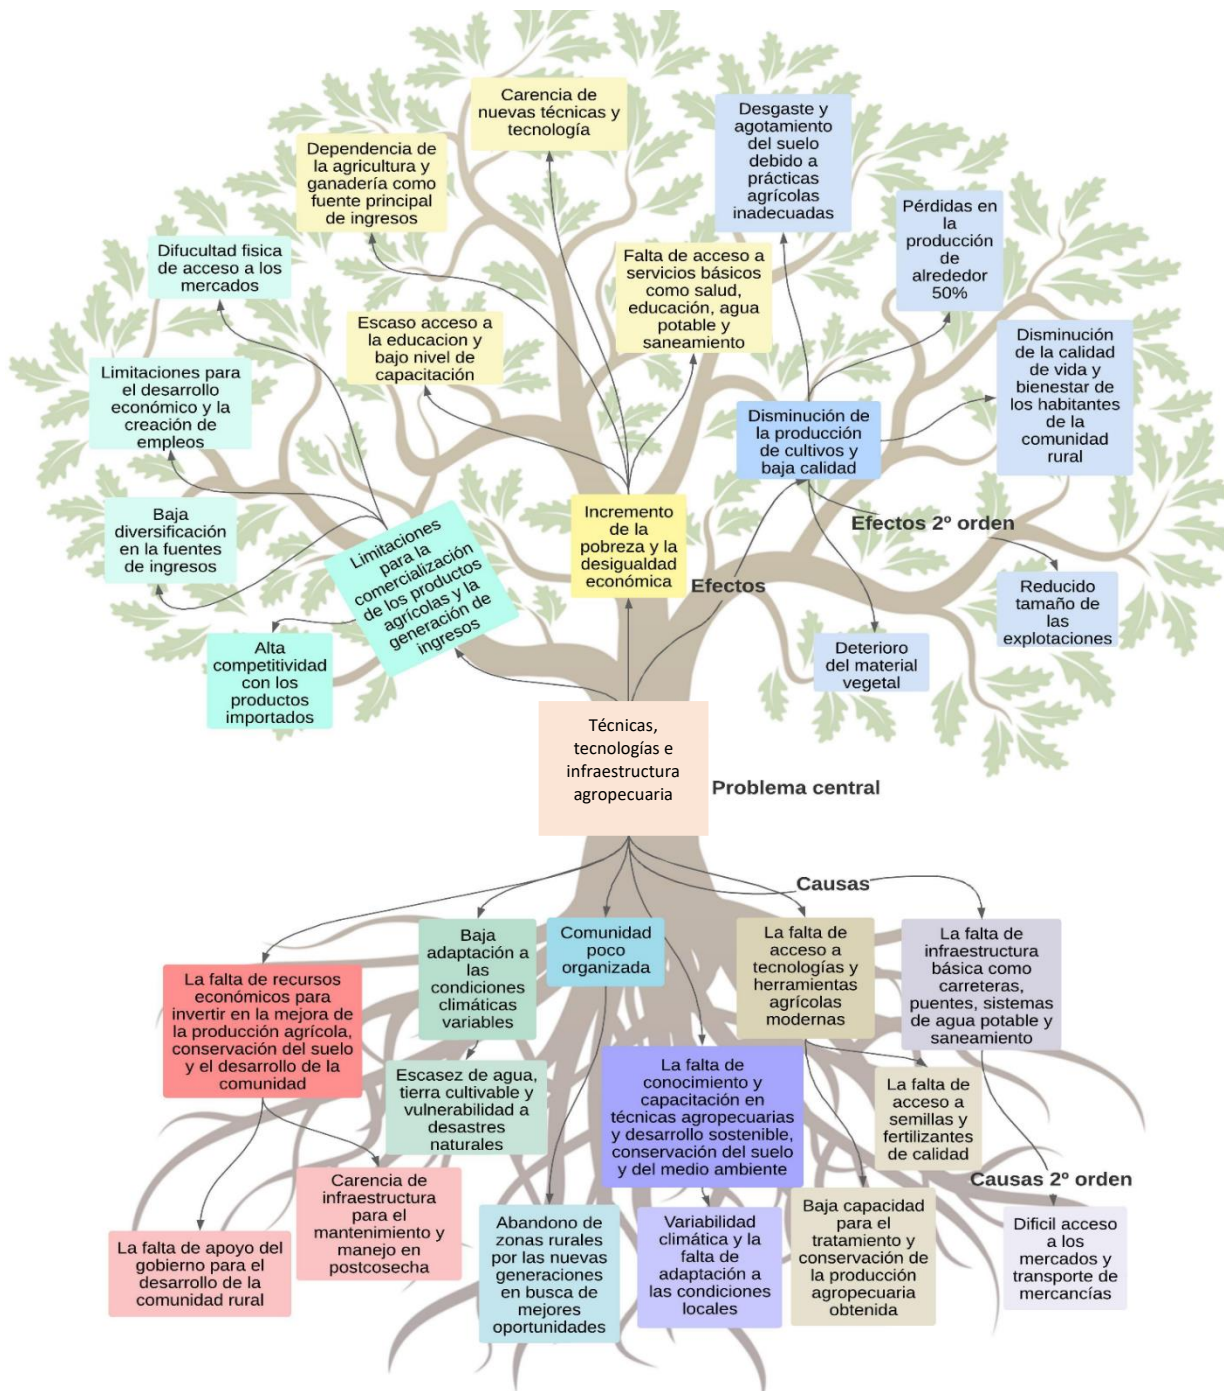 Carencia de
nuevas técnicas y
tecnología
Desgaste y
agotamiento
del suelo
debido a
prácticas
agrícolas
inadecuadas
Dependencia de
la agricultura y
ganadería como
fuente principal
de ingresos
Pérdidas en
la
producción
de
alrededor
50%
Difucultad fisica
de acceso a los
mercados
Falta de acceso a
servicios básicos
como salud,
educación, agua
potable y
saneamiento
Escaso acceso a
la educacion y
bajo nivel de
capacitación
Disminución
de la calidad
de vida y
bienestar de
los habitantes
de la
comunidad
rural
Limitaciones para
el desarrollo
económico y la
creación de
empleos
Disminución de
la producción
de cultivos y
baja calidad
Baja
diversificación
en la fuentes
de ingresos
Limitaciones
para la
comercialización
de los productos
agrícolas y la
generación de
ingresos
Incremento
de la
pobreza y la
desigualdad
económica
Efectos 2º orden
Efectos
Reducido
tamaño de
las
explotaciones
Alta
competitividad
con los
productos
importados
Deterioro
del material
vegetal
Técnicas,
tecnologías e
infraestructura
agropecuaria
Problema central
Causas
La falta de recursos
económicos para
invertir en la mejora de
la producción agrícola,
conservación del suelo
y el desarrollo de la
comunidad
Baja
adaptación a
las
condiciones
climáticas
variables
Comunidad
poco
organizada
La falta de
acceso a
tecnologías y
herramientas
agrícolas
modernas
La falta de
infraestructura
básica como
carreteras,
puentes, sistemas
de agua potable y
saneamiento
Escasez de agua,
tierra cultivable y
vulnerabilidad a
desastres
naturales
La falta de
conocimiento y
capacitación en
técnicas agropecuarias
y desarrollo sostenible,
conservación del suelo
y del medio ambiente
La falta de
acceso a
semillas y
fertilizantes
de calidad
Causas 2º orden
La falta de apoyo del
gobierno para el
desarrollo de la
comunidad rural
Carencia de
infraestructura
para el
mantenimiento y
manejo en
postcosecha
Abandono de
zonas rurales
por las nuevas
generaciones
en busca de
mejores
oportunidades
Variabilidad
climática y la
falta de
adaptación a
las condiciones
locales
Baja capacidad
para el
tratamiento y
conservación de
la producción
agropecuaria
obtenida
Dificil acceso
a los
mercados y
transporte de
mercancías